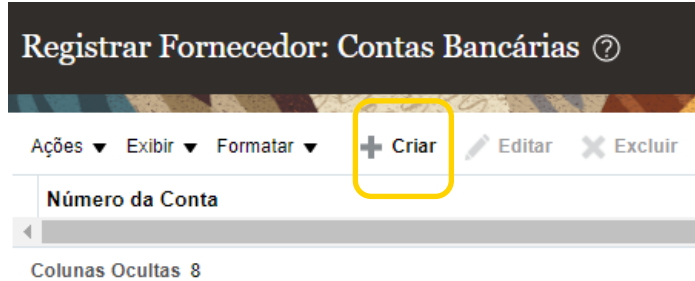 Registrar Fornecedor: Contas Bancárias ?
Ações ▼ Exibir ▼ Formatar ▼ + Criar Editar Excluir
Número da Conta
Colunas Ocultas 8